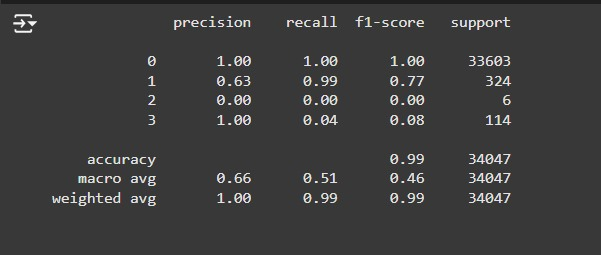 precision recall f1-score support
0 1.00 1.00 1.00 33603
1 0.63 0.99 0.77 324
2 0.00 0.00 0.00 6
3 1.00 0.04 0.08 114
accuracy 0.99 34047
macro avg 0.66 0.51 0.46 34047
weighted avg 1.00 0.99 0.99 34047